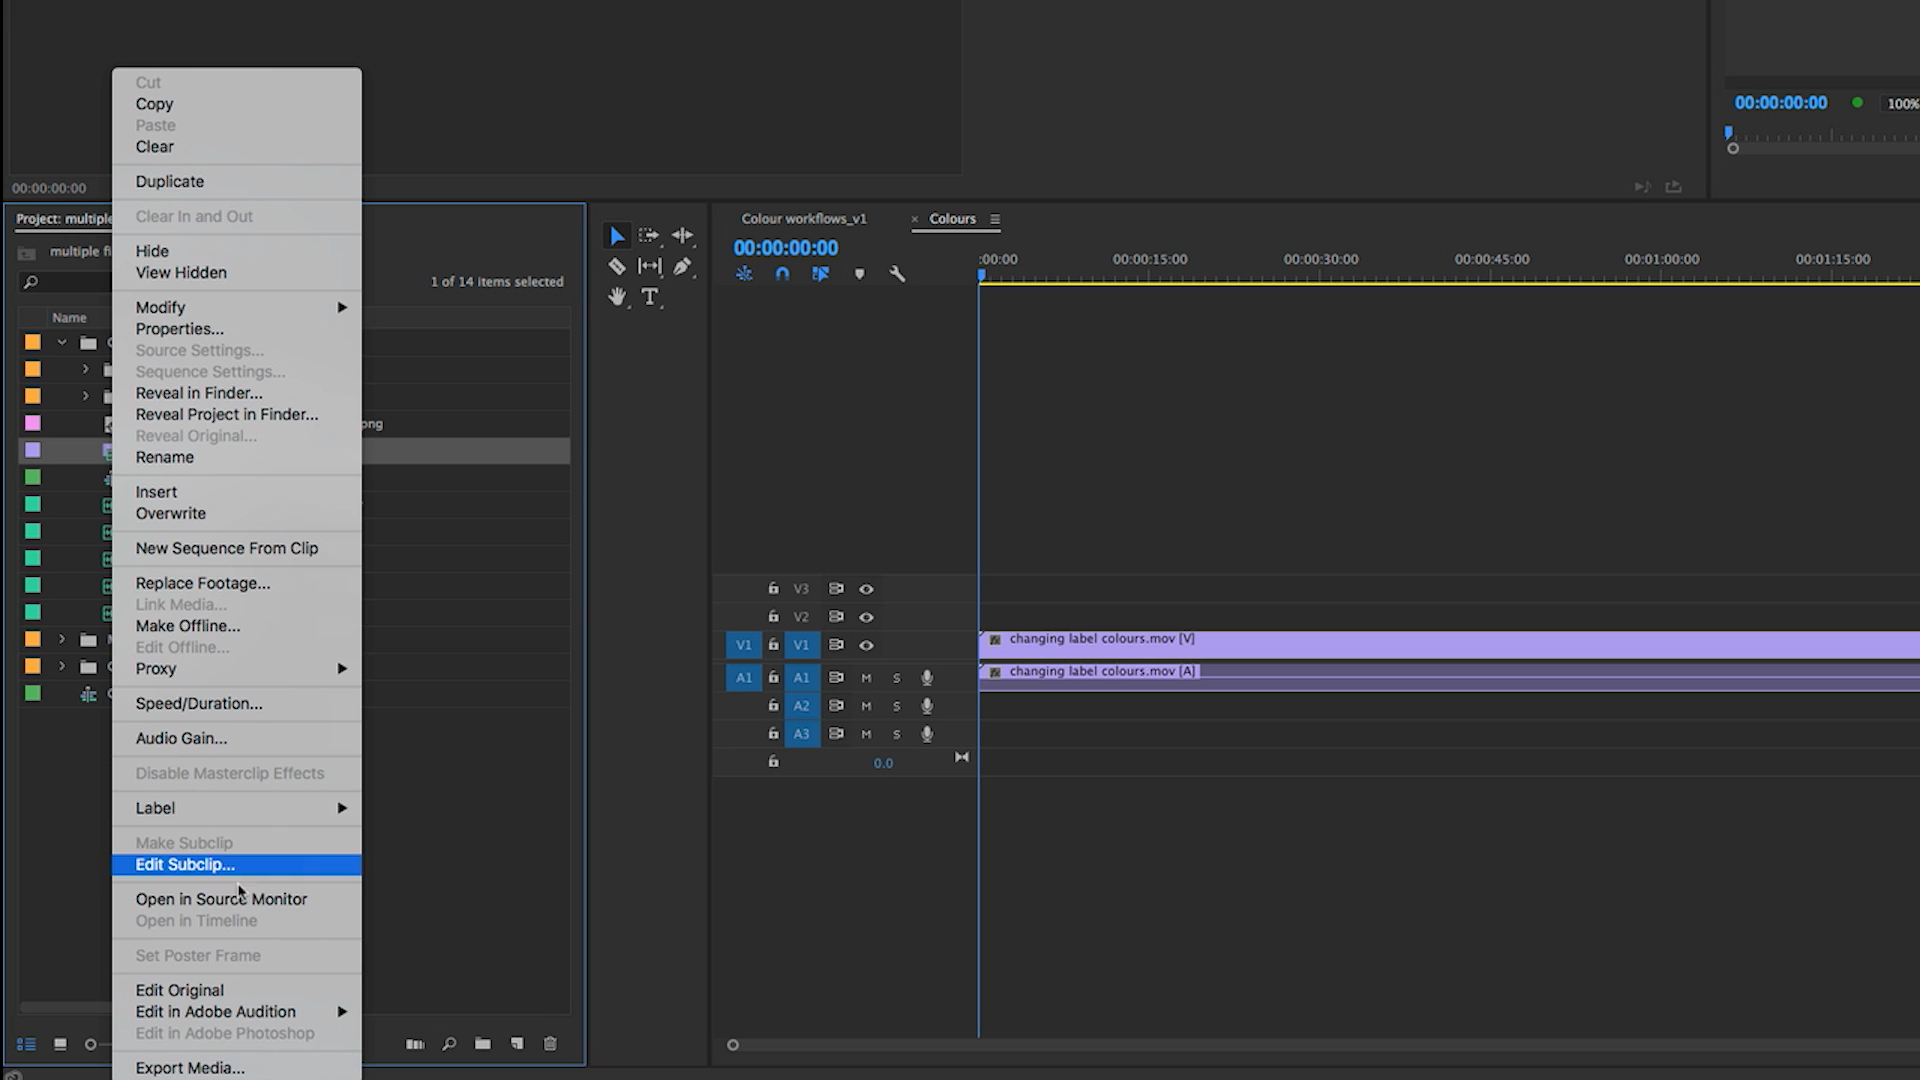 Cut
Copy
Paste
Clear
Duplicate
Clear In and Out
Hide
View Hidden
Modify
Properties...
Source Settings...
Sequence Settings...
Reveal in Finder...
Reveal Project in Finder...
Reveal Original...
Rename
Insert
Overwrite
New Sequence From Clip
Replace Footage...
Link Media...
Make Offline...
Edit Offline...
Proxy
Speed/Duration...
Audio Gain...
Disable Masterclip Effects
Label
Make Subclip
Edit Subclip...
Open in Source Monitor
Open in Timeline
Set Poster Frame
Edit Original
Edit in Adobe Audition
Edit in Adobe Photoshop
Export Media...
00:00:00:00
Project: multiple
multiple fi
1 of 14 items selected
Name
png
00:00:00:00
100%
Colour workflows_v1
× Colours
00:00:00:00
:00:00
00:00:15:00
00:00:30:00
00:00:45:00
00:01:00:00
00:01:15:00
V3
V2
V1 V1
changing label colours.mov [V]
A1 A1 M S
changing label colours.mov [A]
A2 M S
A3 M S
0.0